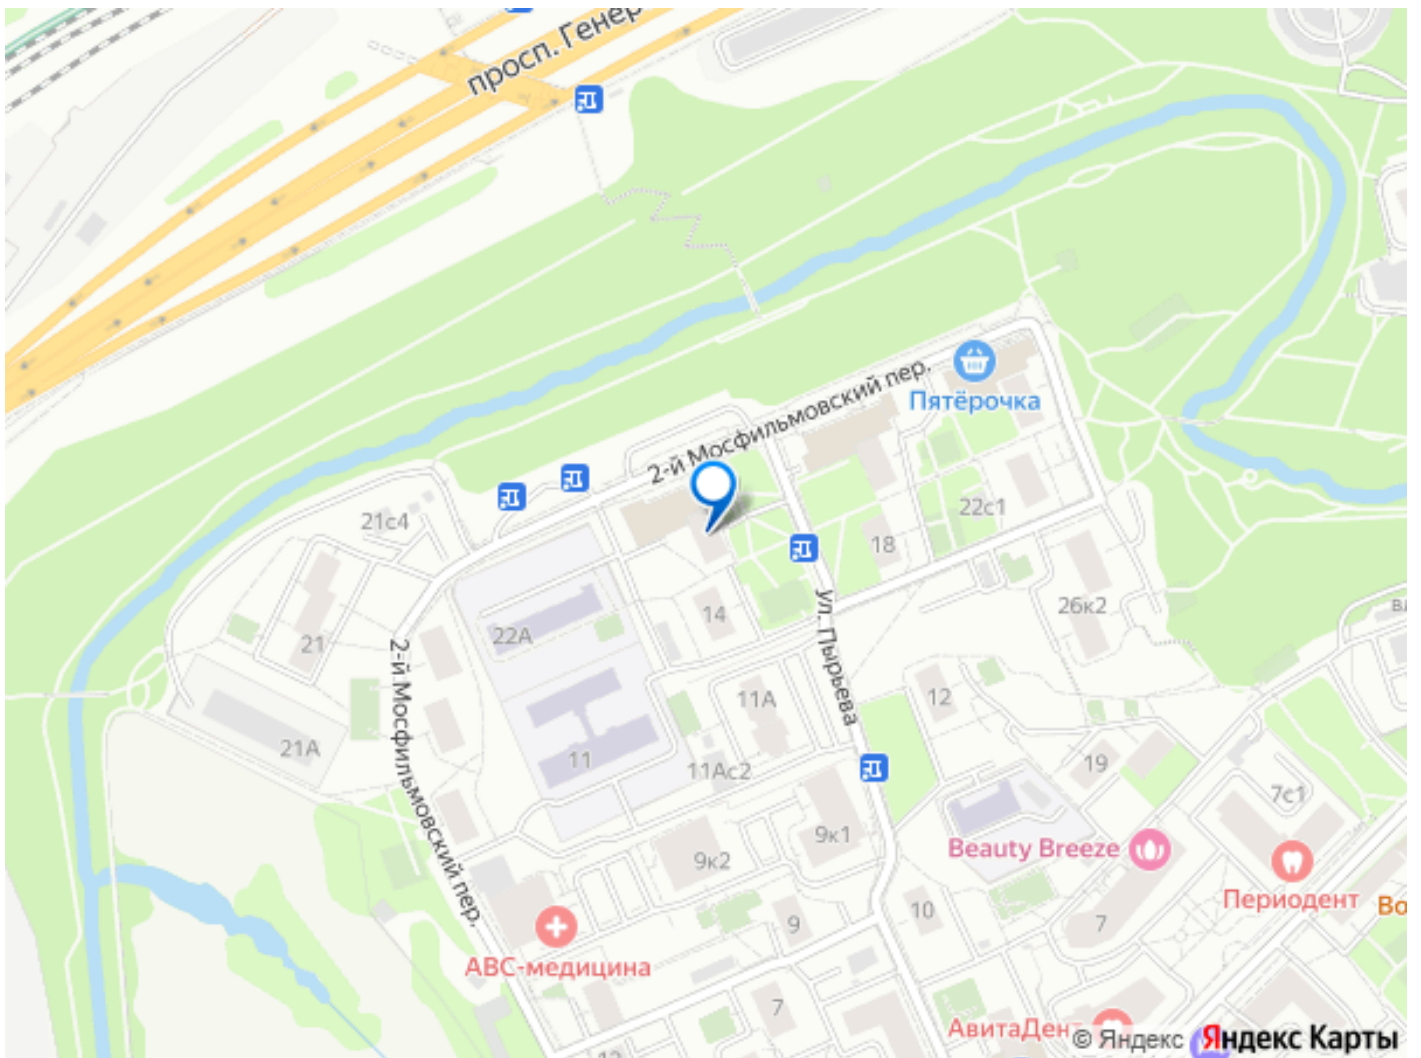 просп. Генер
2-й Мосфильмовский пер.
Пятёрочка
21с4
22с1
18
14
26к2
22А
21
ул. Пырьева
2-й Мосфильмовский пер.
11А
12
21А
11
11Ас2
19
7с1
9к1
Beauty Breeze
9к2
Периодент
Во
10
9
7
АВС-медицина
7
АвитаДент
© Яндекс Яндекс Карты